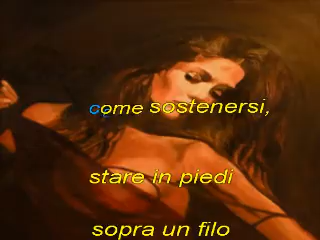 come sostenersi,
stare in piedi
sopra un filo